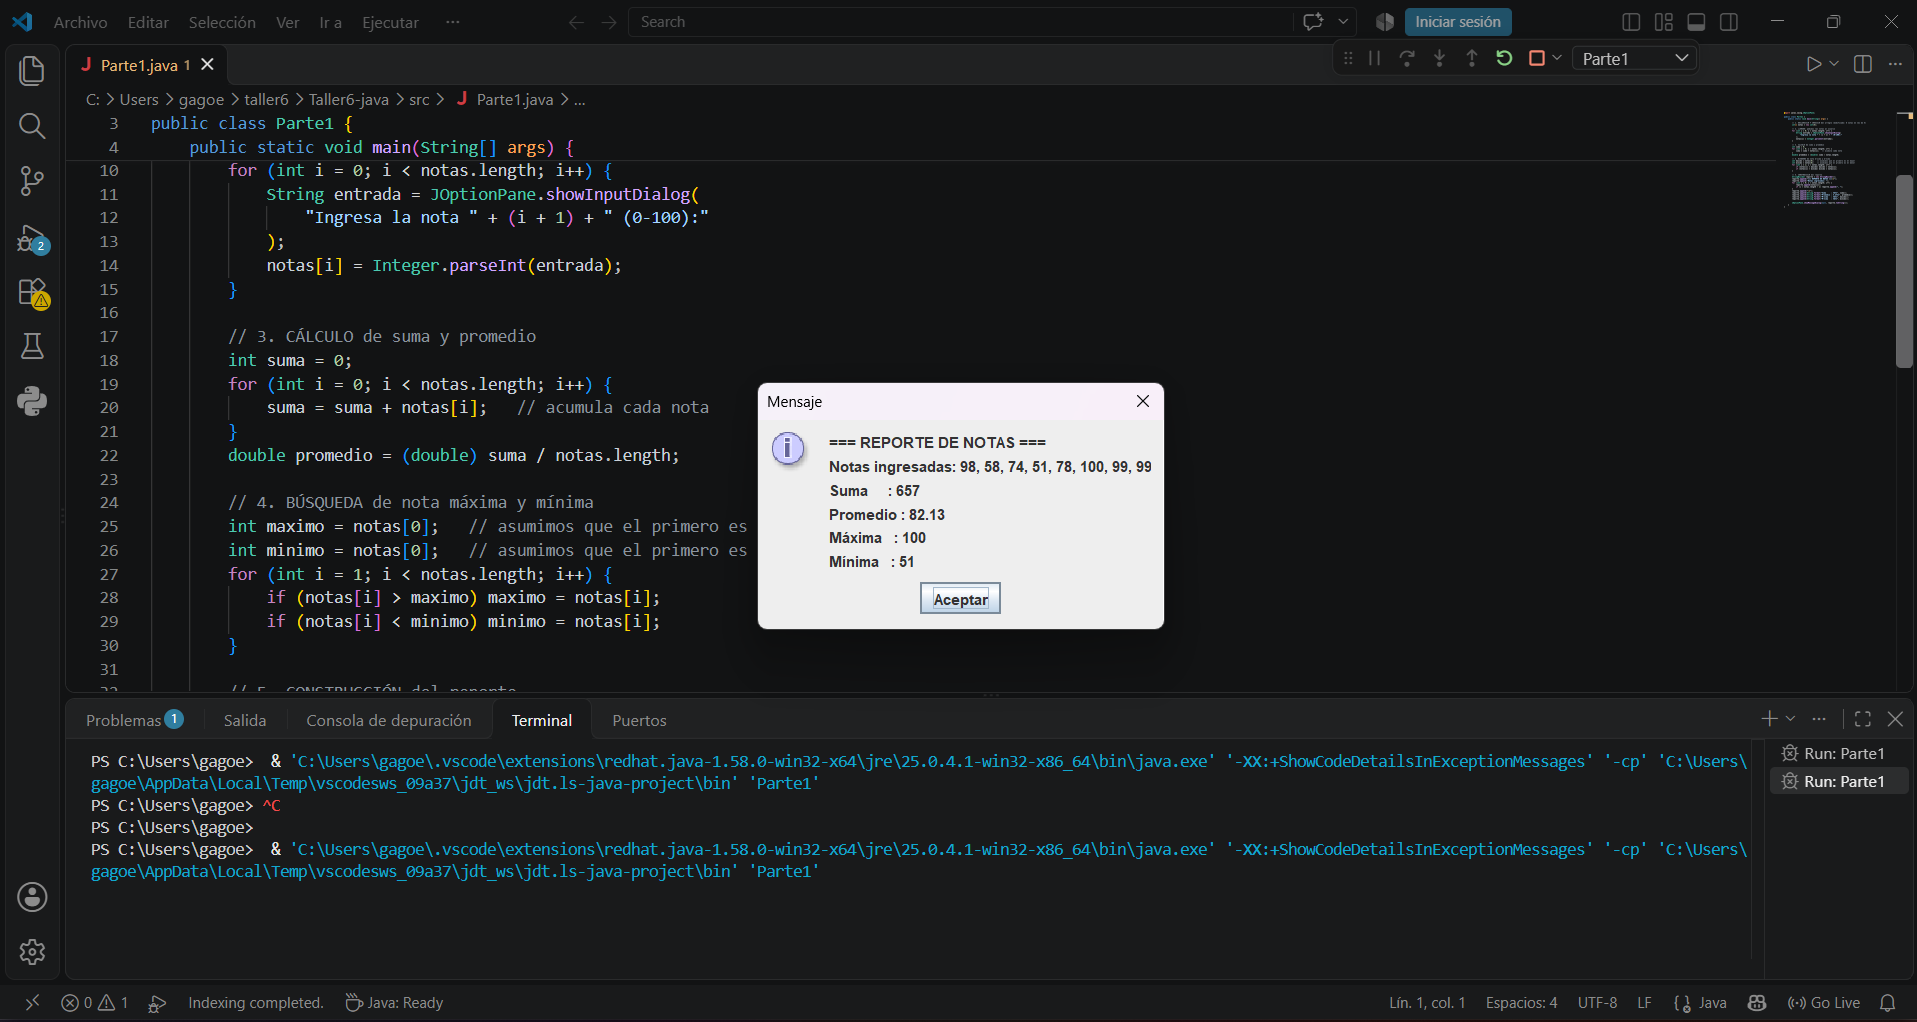 Archivo Editar Selección Ver Ir a Ejecutar ··· Search Iniciar sesión
Parte1.java 1
Parte1
C: > Users > gagoe > taller6 > Taller6-java > src > Parte1.java > ...
3 public class Parte1 {
4 public static void main(String[] args) {
10 for (int i = 0; i < notas.length; i++) {
11 String entrada = JOptionPane.showInputDialog(
12 "Ingresa la nota " + (i + 1) + " (0-100):"
13 );
14 notas[i] = Integer.parseInt(entrada);
15 }
16
17 // 3. CÁLCULO de suma y promedio
18 int suma = 0;
19 for (int i = 0; i < notas.length; i++) {
20 suma = suma + notas[i]; // acumula cada nota
21 }
22 double promedio = (double) suma / notas.length;
23
24 // 4. BÚSQUEDA de nota máxima y mínima
25 int maximo = notas[0]; // asumimos que el primero es
26 int minimo = notas[0]; // asumimos que el primero es
27 for (int i = 1; i < notas.length; i++) {
28 if (notas[i] > maximo) maximo = notas[i];
29 if (notas[i] < minimo) minimo = notas[i];
30 }
31
32 // 5. CONSTRUCCIÓN del reporte
Mensaje
=== REPORTE DE NOTAS ===
Notas ingresadas: 98, 58, 74, 51, 78, 100, 99, 99
Suma : 657
Promedio : 82.13
Máxima : 100
Mínima : 51
Aceptar
Problemas 1 Salida Consola de depuración Terminal Puertos
PS C:\Users\gagoe> & 'C:\Users\gagoe\.vscode\extensions\redhat.java-1.58.0-win32-x64\jre\25.0.4.1-win32-x86_64\bin\java.exe' '-XX:+ShowCodeDetailsInExceptionMessages' '-cp' 'C:\Users\
gagoe\AppData\Local\Temp\vscodesws_09a37\jdt_ws\jdt.ls-java-project\bin' 'Parte1'
PS C:\Users\gagoe> ^C
PS C:\Users\gagoe>
PS C:\Users\gagoe> & 'C:\Users\gagoe\.vscode\extensions\redhat.java-1.58.0-win32-x64\jre\25.0.4.1-win32-x86_64\bin\java.exe' '-XX:+ShowCodeDetailsInExceptionMessages' '-cp' 'C:\Users\
gagoe\AppData\Local\Temp\vscodesws_09a37\jdt_ws\jdt.ls-java-project\bin' 'Parte1'
Run: Parte1
Run: Parte1
2
0 1 Indexing completed. Java: Ready Lín. 1, col. 1 Espacios: 4 UTF-8 LF Java Go Live